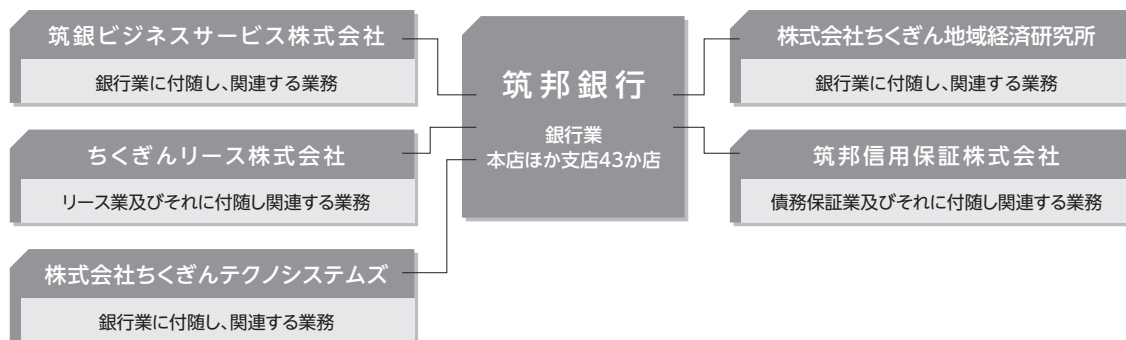 筑銀ビジネスサービス株式会社
銀行業に付随し、関連する業務
ちくぎんリース株式会社
リース業及びそれに付随し関連する業務
株式会社ちくぎんテクノシステムズ
銀行業に付随し、関連する業務
筑邦銀行
銀行業
本店ほか支店43か店
株式会社ちくぎん地域経済研究所
銀行業に付随し、関連する業務
筑邦信用保証株式会社
債務保証業及びそれに付随し関連する業務